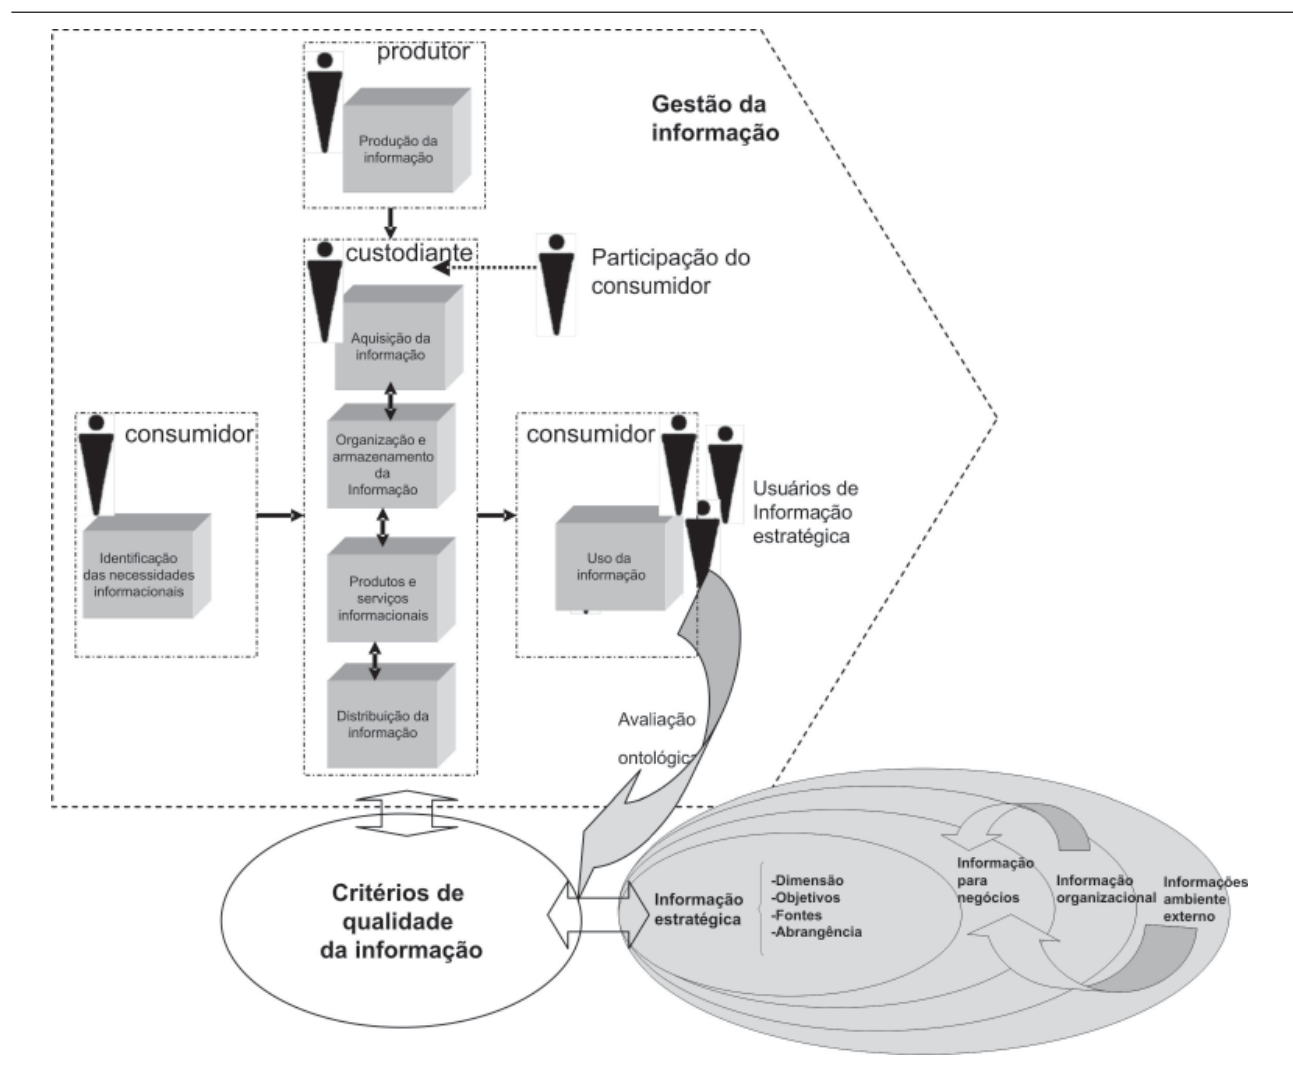 produtor
Gestão da
informação
Produção da
informação
custodiante
Participação do
consumidor
Aquisição da
informação
consumidor
Organização e
armazenamento
da
Informação
consumidor
Usuários de
Informação
estratégica
Identificação
das necessidades
informacionais
Produtos e
serviços
informacionais
Uso da
informação
Distribuição da
informação
Avaliação
ontológica
Critérios de
qualidade
da informação
Informação
estratégica
-Dimensão
-Objetivos
-Fontes
-Abrangência
Informação
para
negócios
Informação
organizacional
Informações
ambiente
externo